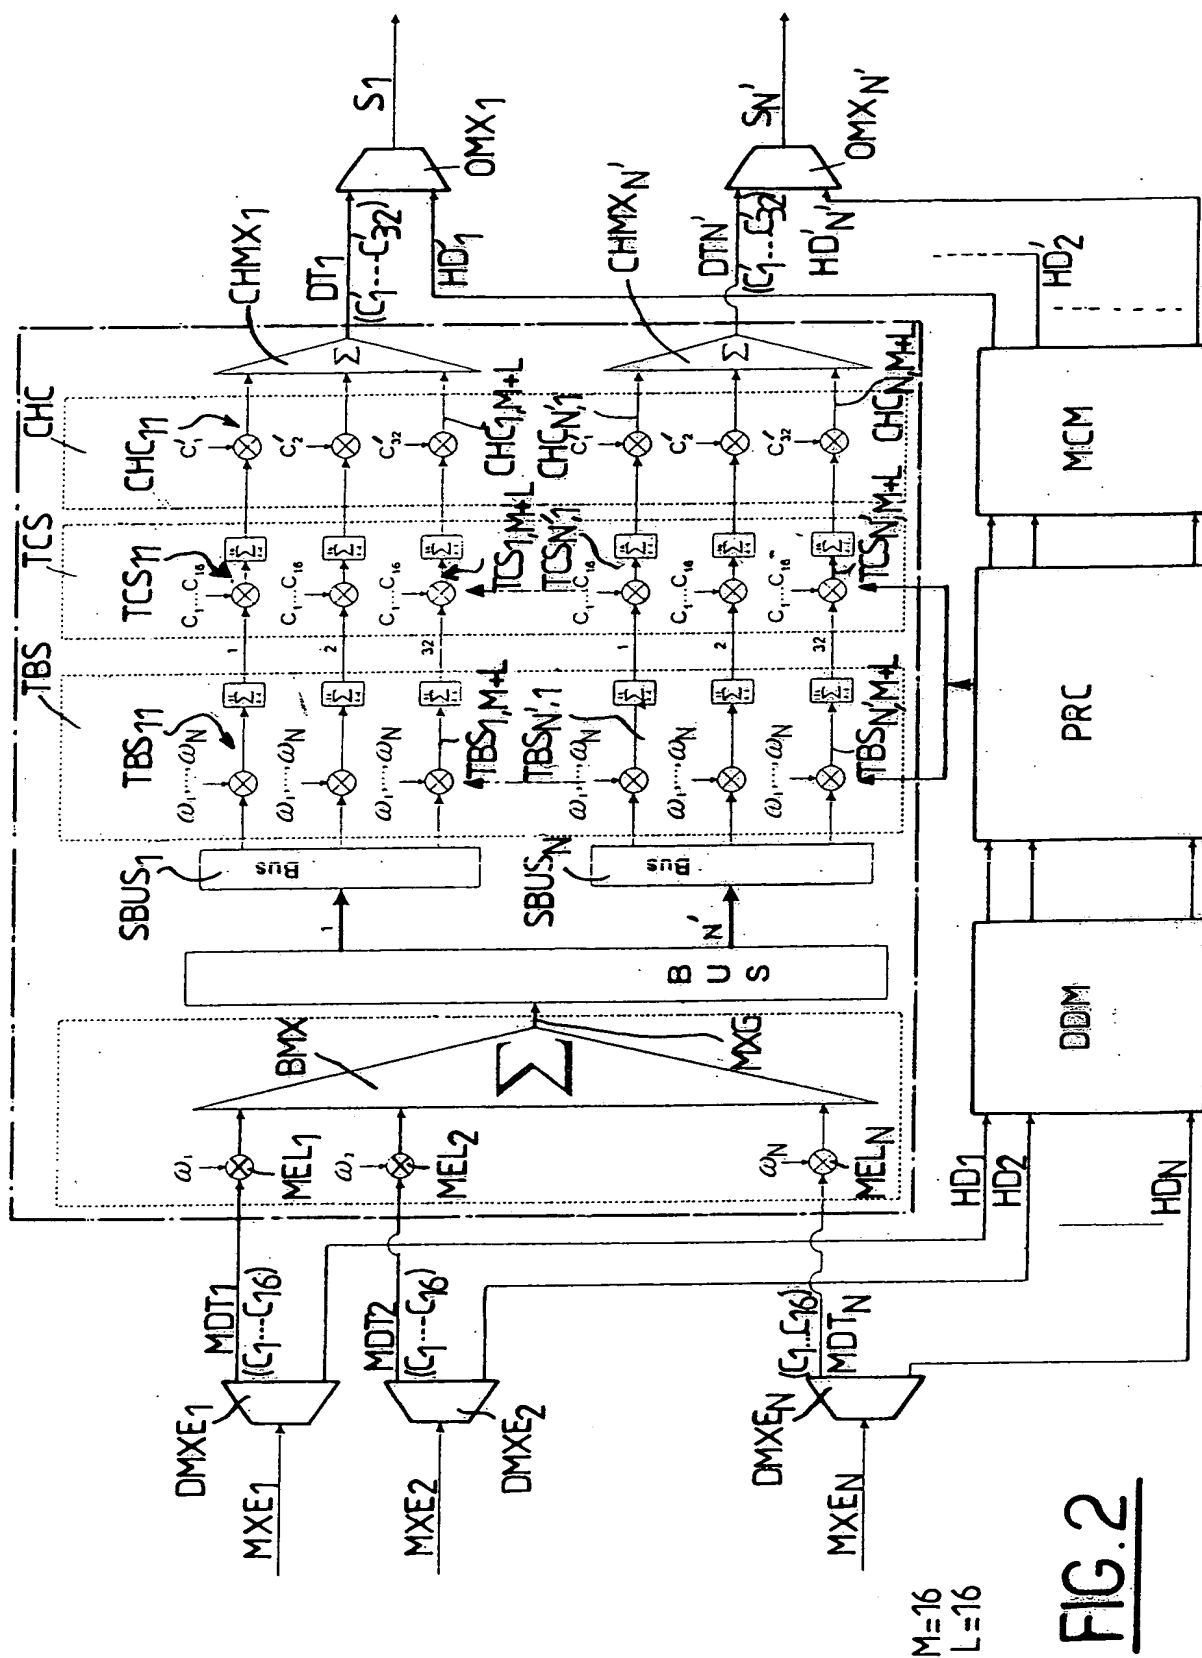 CHC
TCS
TBS
CHC11
TCS11
TBS11
SBUS1
Bus
ω1....ωN
ω1....ωN
ω1....ωN
Σ
Σ
Σ
1
2
32
C1....C16
C1....C16
C1....C16
Σ
Σ
Σ
C'1
C'2
C'32
CHC1,M+L
TCS1,M+L
TBS1,M+L
CHMX1
Σ
DT1
(C'1----C'32)
HD1
S1
OMX1
SBUSN
Bus
TBSN',1
TCSN',1
CHCN',1
ω1....ωN
ω1....ωN
ω1....ωN
Σ
Σ
Σ
1
2
32
C1....C16
C1....C16
C1....C16
Σ
Σ
Σ
C'1
C'2
C'32
TBSN',M+L
TCSN',M+L
CHCN',M+L
CHMXN'
Σ
DTN'
(C'1----C'32)
HD'N'
SN'
OMXN'
HD'2
1
N'
BUS
BMX
Σ
MXG
ω1
MEL1
ω2
MEL2
ωN
MELN
MDT1
(C1----C16)
MDT2
(C1----C16)
(C1..C16)
MDTN
DMXE1
MXE1
DMXE2
MXE2
DMXEN
MXEN
HD1
HD2
HDN
DDM
PRC
MCM
M=16
L=16
FIG.2